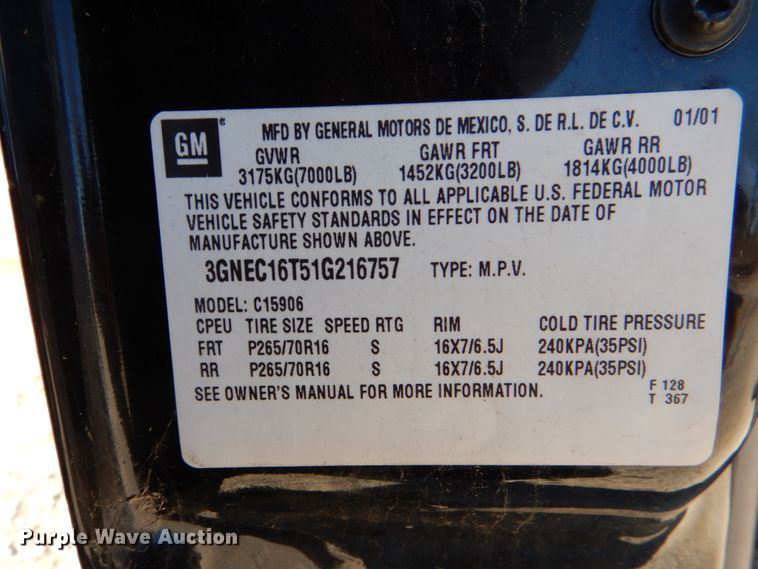 GM® MFD BY GENERAL MOTORS DE MEXICO, S. DE R.L. DE C.V. 01/01
GVWR GAWR FRT GAWR RR
3175KG(7000LB) 1452KG(3200LB) 1814KG(4000LB)
THIS VEHICLE CONFORMS TO ALL APPLICABLE U.S. FEDERAL MOTOR
VEHICLE SAFETY STANDARDS IN EFFECT ON THE DATE OF
MANUFACTURE SHOWN ABOVE.
3GNEC16T51G216757 TYPE: M.P.V.
MODEL: C15906
CPEU TIRE SIZE SPEED RTG RIM COLD TIRE PRESSURE
FRT P265/70R16 S 16X7/6.5J 240KPA(35PSI)
RR P265/70R16 S 16X7/6.5J 240KPA(35PSI)
SEE OWNER'S MANUAL FOR MORE INFORMATION.
F 128
T 367
Purple Wave Auction